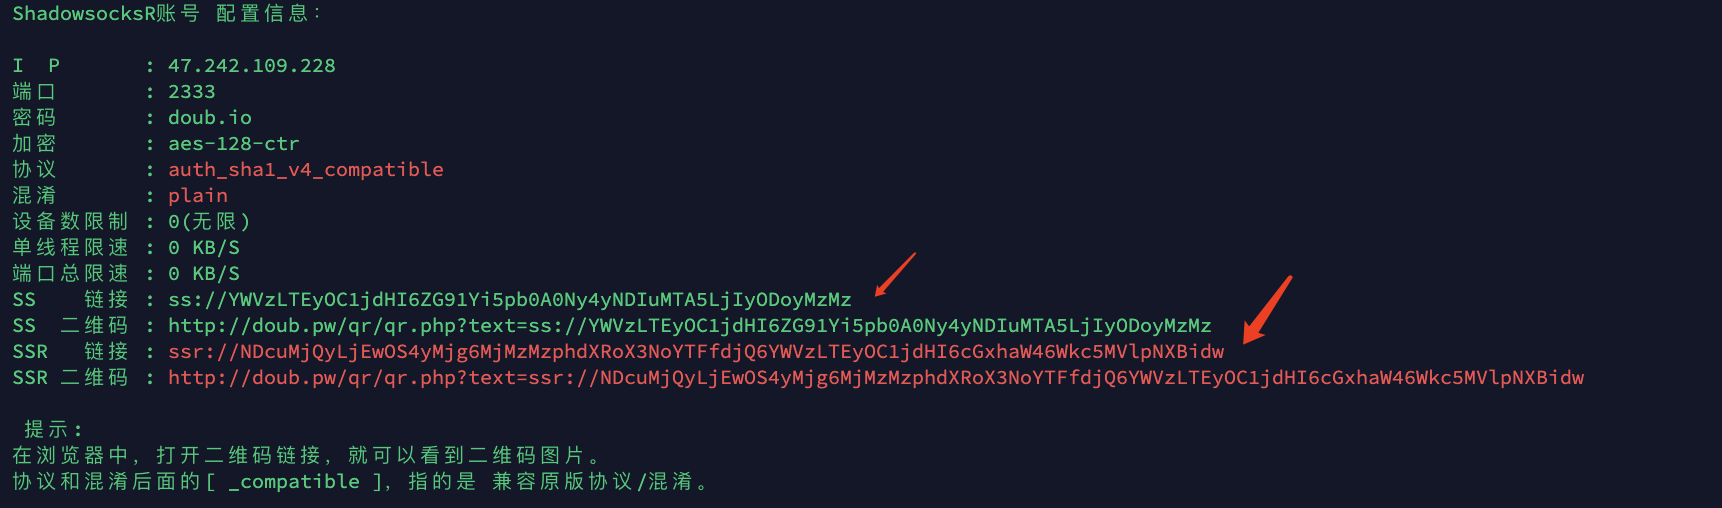 ShadowsocksR账号 配置信息：
I  P       : 47.242.109.228
端口       : 2333
密码       : doub.io
加密       : aes-128-ctr
协议       : auth_sha1_v4_compatible
混淆       : plain
设备数限制 : 0(无限)
单线程限速 : 0 KB/S
端口总限速 : 0 KB/S
SS    链接 : ss://YWVzLTEyOC1jdHI6ZG91Yi5pb0A0Ny4yNDIuMTA5LjIyODoyMzMz
SS  二维码 : http://doub.pw/qr/qr.php?text=ss://YWVzLTEyOC1jdHI6ZG91Yi5pb0A0Ny4yNDIuMTA5LjIyODoyMzMz
SSR   链接 : ssr://NDcuMjQyLjEwOS4yMjg6MjMzMzphdXRoX3NoYTFfdjQ6YWVzLTEyOC1jdHI6cGxhaW46Wkc5MVlpNXBidw
SSR 二维码 : http://doub.pw/qr/qr.php?text=ssr://NDcuMjQyLjEwOS4yMjg6MjMzMzphdXRoX3NoYTFfdjQ6YWVzLTEyOC1jdHI6cGxhaW46Wkc5MVlpNXBidw
提示:
在浏览器中，打开二维码链接，就可以看到二维码图片。
协议和混淆后面的[ _compatible ]，指的是 兼容原版协议/混淆。